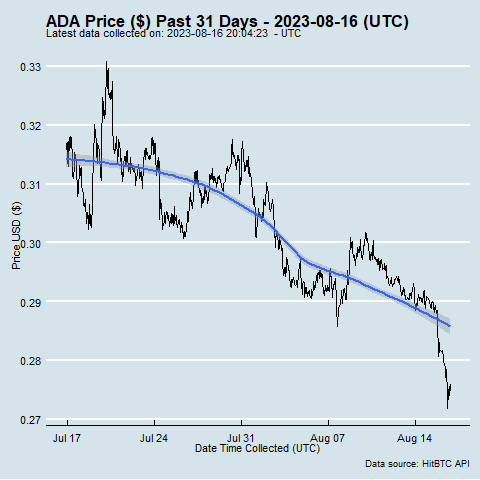 ADA Price ($) Past 31 Days - 2023-08-16 (UTC)
Latest data collected on: 2023-08-16 20:04:23 - UTC
Price USD ($)
0.33
0.32
0.31
0.30
0.29
0.28
0.27
Jul 17 Jul 24 Jul 31 Aug 07 Aug 14
Date Time Collected (UTC)
Data source: HitBTC API